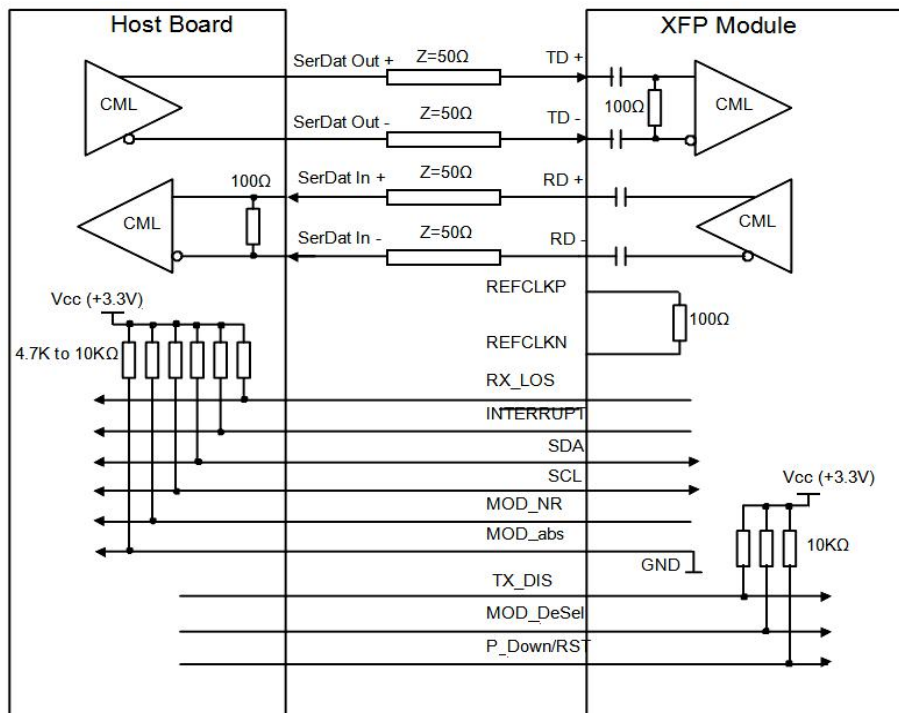 Host Board
XFP Module
SerDat Out +
Z=50Ω
TD +
CML
100Ω
CML
SerDat Out -
Z=50Ω
TD -
100Ω
SerDat In +
Z=50Ω
RD +
CML
CML
SerDat In -
Z=50Ω
RD -
Vcc (+3.3V)
REFCLKP
100Ω
4.7K to 10KΩ
REFCLKN
RX_LOS
INTERRUPT
SDA
SCL
Vcc (+3.3V)
MOD_NR
MOD_abs
10KΩ
GND
TX_DIS
MOD_DeSel
P_Down/RST